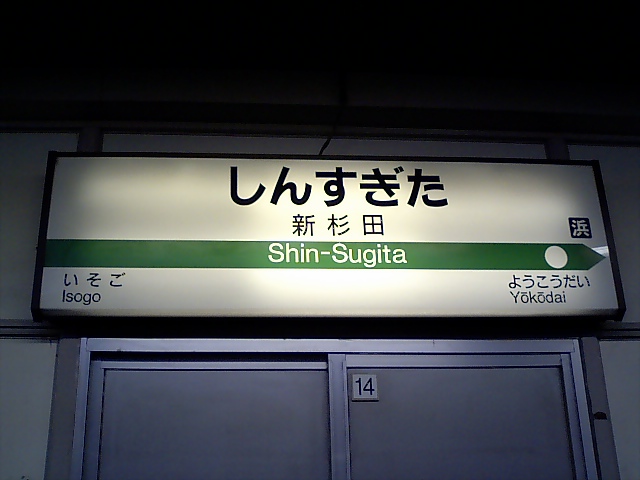 しんすぎた
新杉田
浜
Shin-Sugita
いそご
Isogo
ようこうだい
Yōkōdai
14